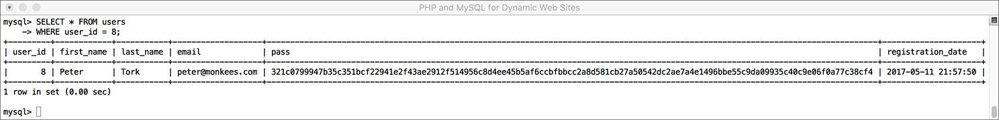 PHP and MySQL for Dynamic Web Sites
mysql> SELECT * FROM users
    -> WHERE user_id = 8;
| user_id | first_name | last_name | email | pass | registration_date |
| 8 | Peter | Tork | peter@monkees.com | 321c0799947b35c351bcf22941e2f43ae2912f514956c8d4ee45b5af6ccbfbbcc2a8d581cb27a50542dc2ae7a4e1496bbe55c9da09935c40c9e06f0a77c38cf4 | 2017-05-11 21:57:50 |
1 row in set (0.00 sec)
mysql>